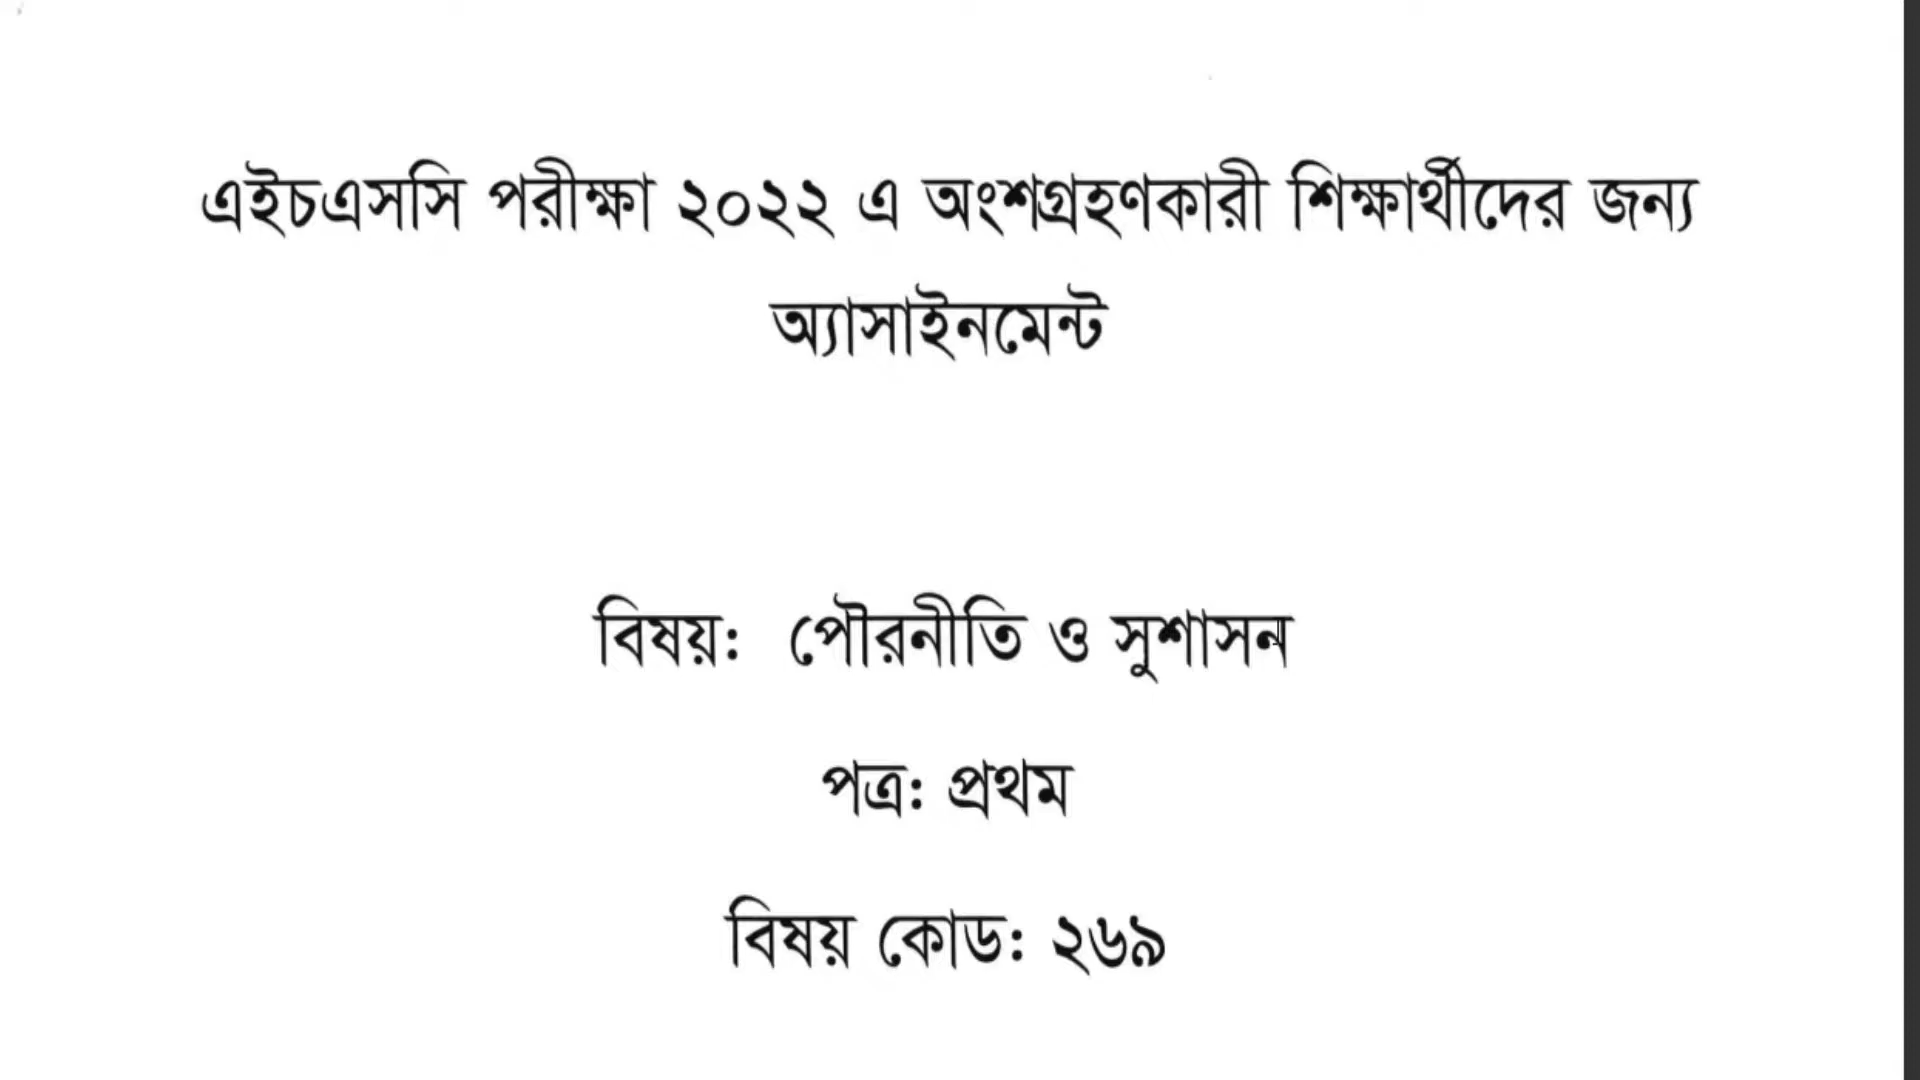 এইচএসসি পরীক্ষা ২০২২ এ অংশগ্রহণকারী শিক্ষার্থীদের জন্য
অ্যাসাইনমেন্ট
বিষয়: পৌরনীতি ও সুশাসন
পত্র: প্রথম
বিষয় কোড: ২৬৯